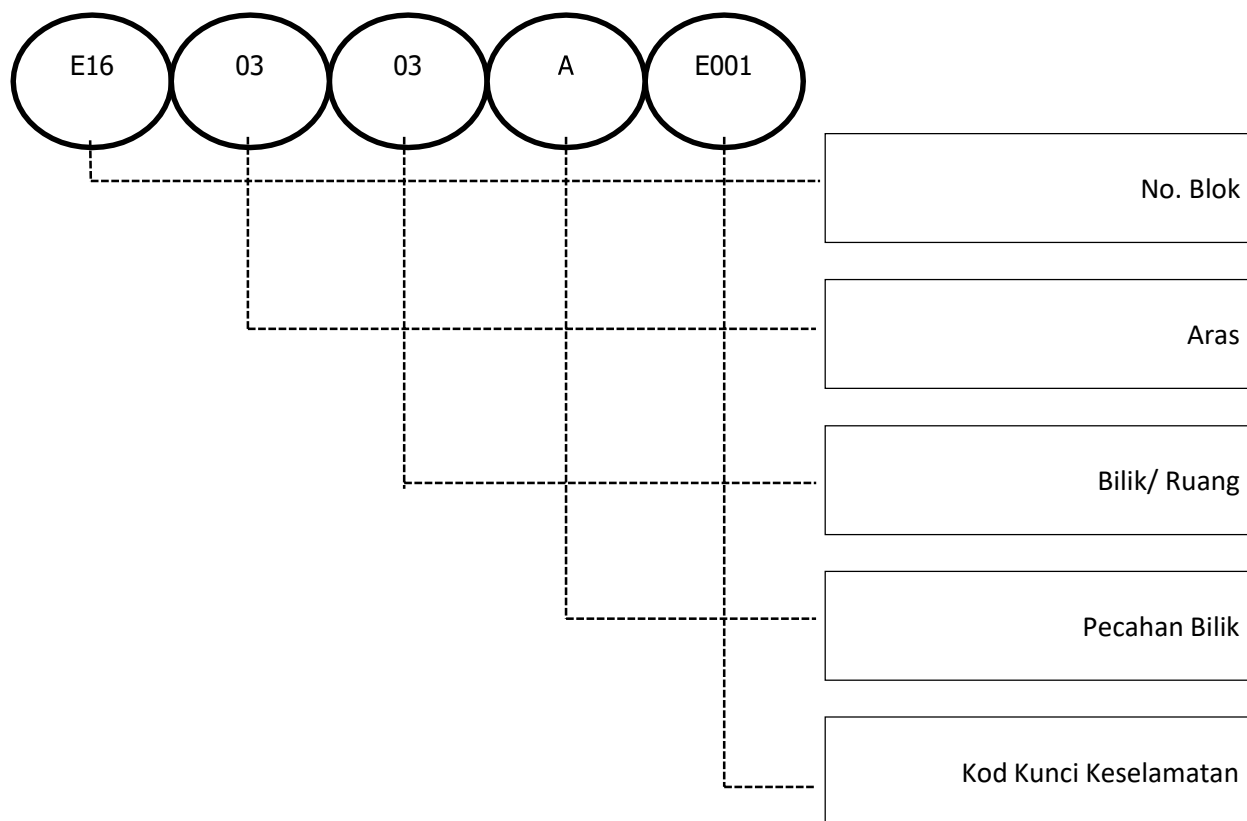 E16 03 03 A E001
No. Blok
Aras
Bilik/ Ruang
Pecahan Bilik
Kod Kunci Keselamatan